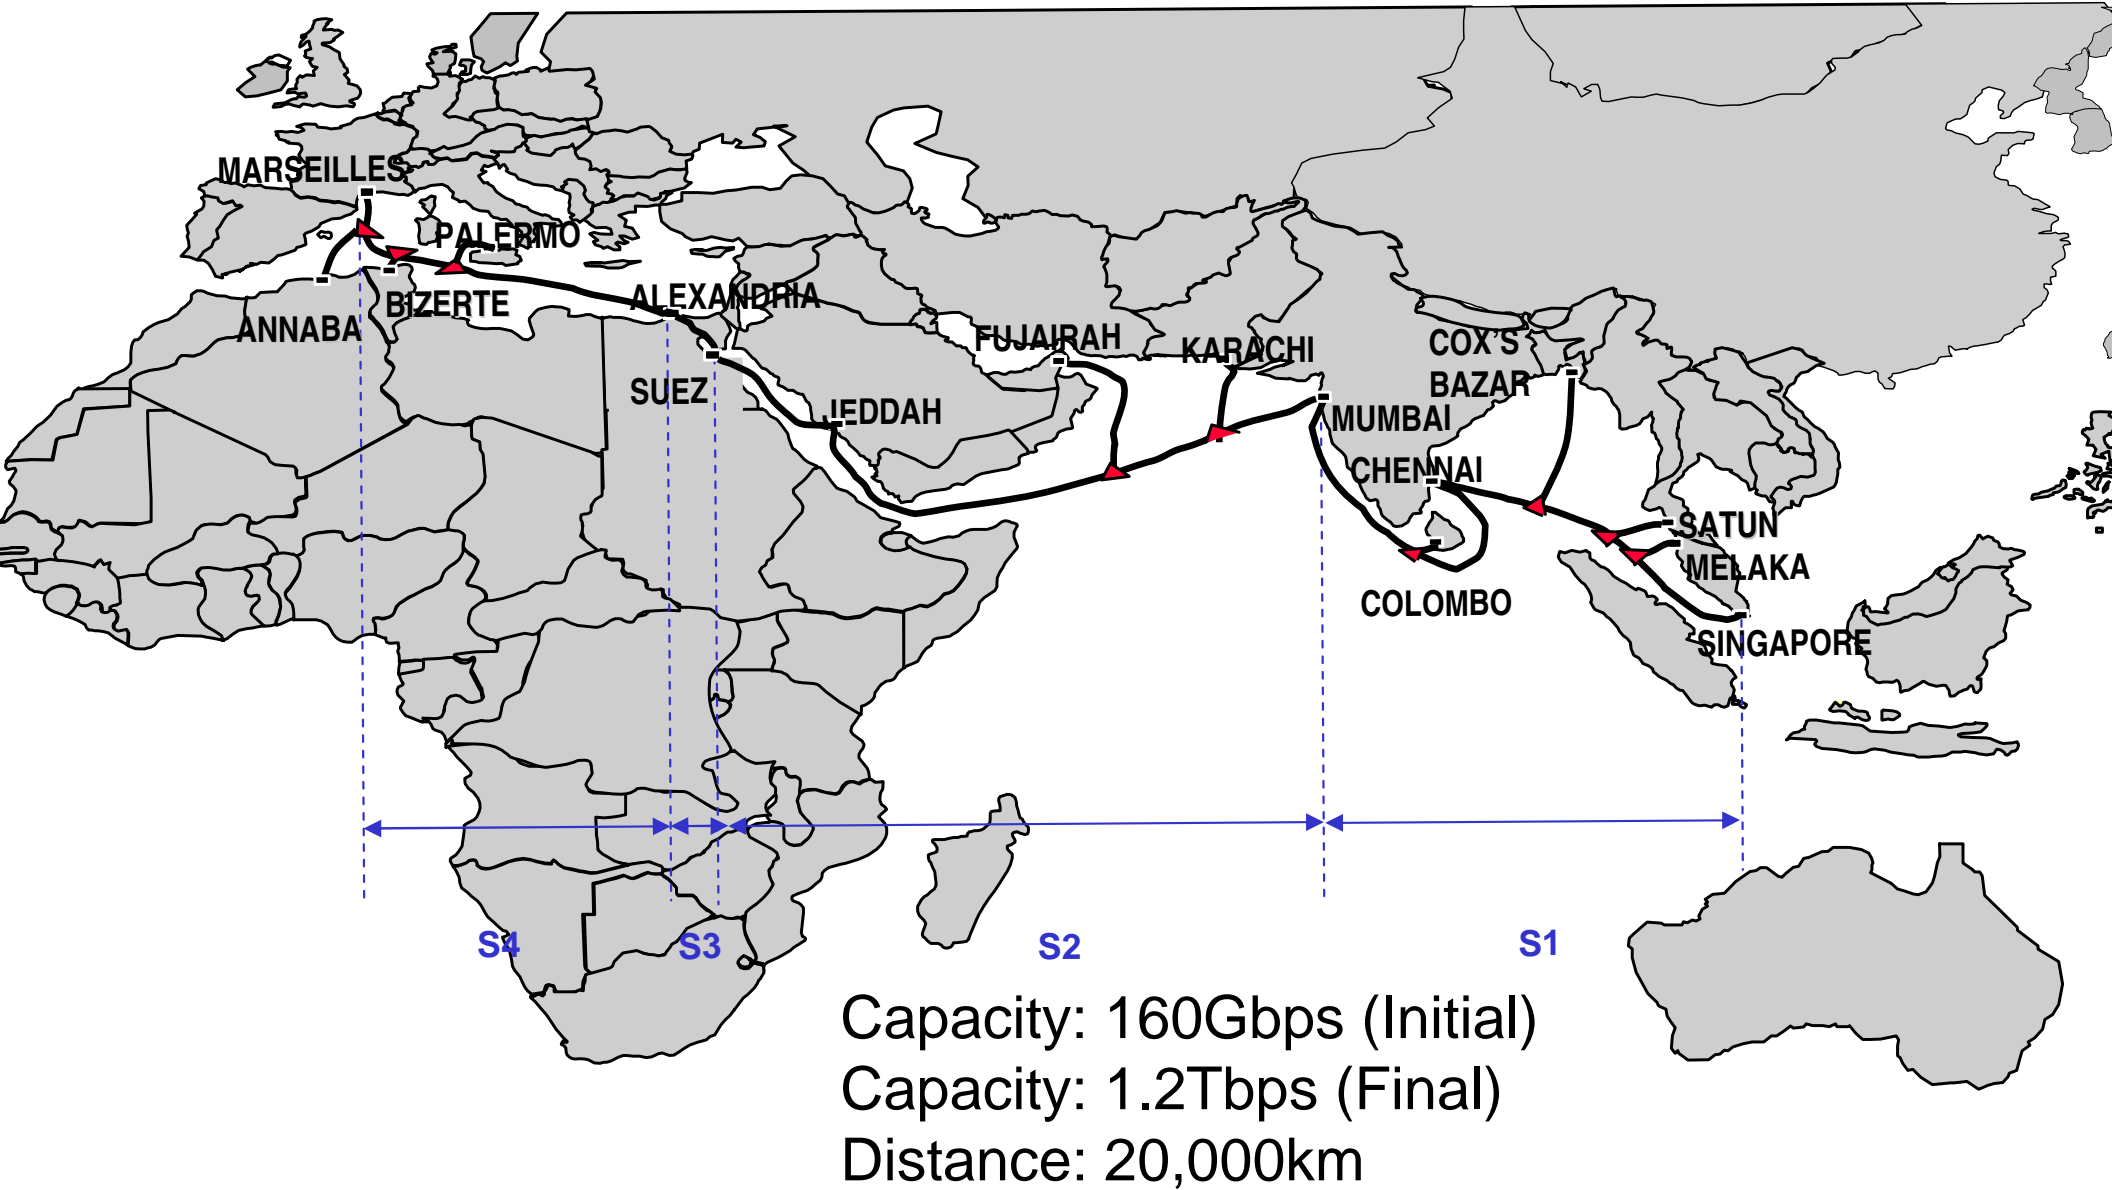 MARSEILLES
PALERMO
ALEXANDRIA
BIZERTE
ANNABA
FUJAIRAH
KARACHI
COX'S
BAZAR
SUEZ
JEDDAH
MUMBAI
CHENNAI
SATUN
MELAKA
COLOMBO
SINGAPORE
S4
S3
S2
S1
Capacity: 160Gbps (Initial)
Capacity: 1.2Tbps (Final)
Distance: 20,000km